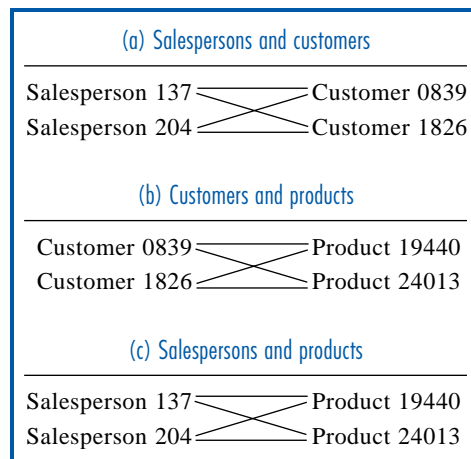 (a) Salespersons and customers
Salesperson 137 Customer 0839
Salesperson 204 Customer 1826
(b) Customers and products
Customer 0839 Product 19440
Customer 1826 Product 24013
(c) Salespersons and products
Salesperson 137 Product 19440
Salesperson 204 Product 24013